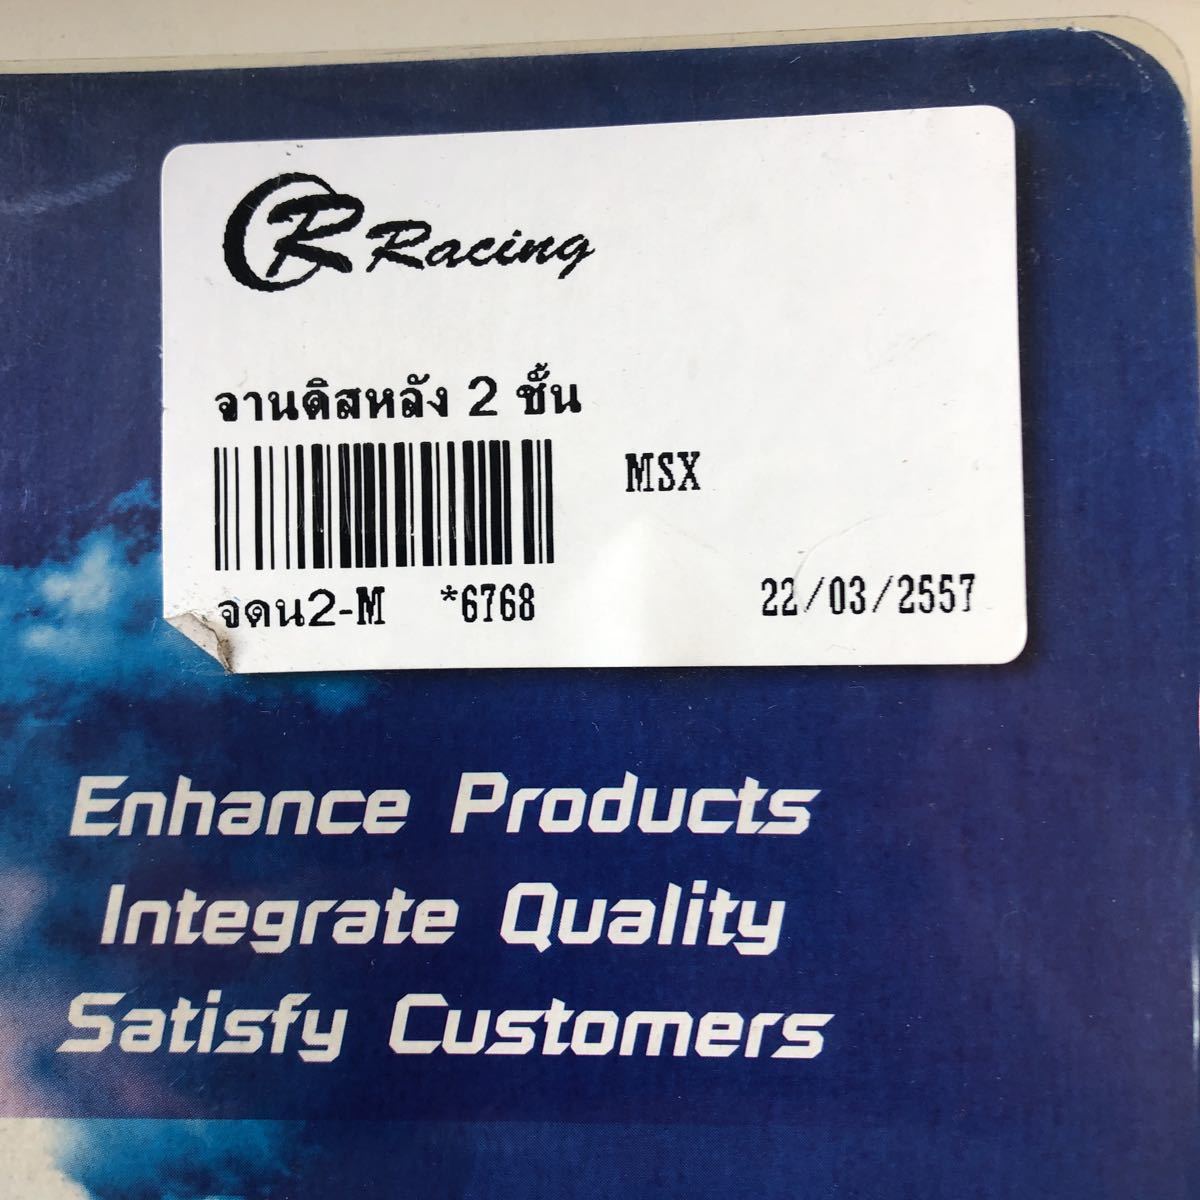 CR Racing
จานดิสหลัง 2 ชั้น
MSX
จดน2-M *6768 22/03/2557
Enhance Products
Integrate Quality
Satisfy Customers